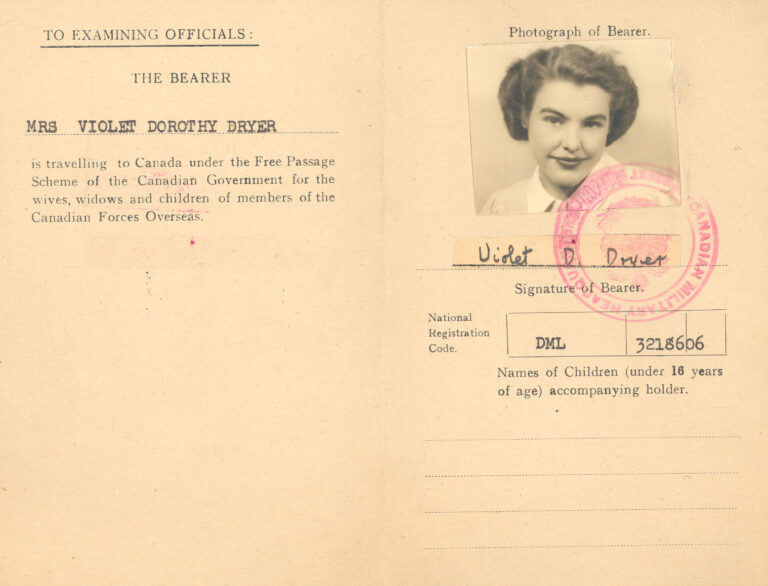 TO EXAMINING OFFICIALS:
THE BEARER
MRS VIOLET DOROTHY DRYER
is travelling to Canada under the Free Passage
Scheme of the Canadian Government for the
wives, widows and children of members of the
Canadian Forces Overseas.
Photograph of Bearer.
CANADIAN MILITARY
Violet D. Dryer
Signature of Bearer.
National
Registration
Code.
DML 3218606
Names of Children (under 16 years
of age) accompanying holder.